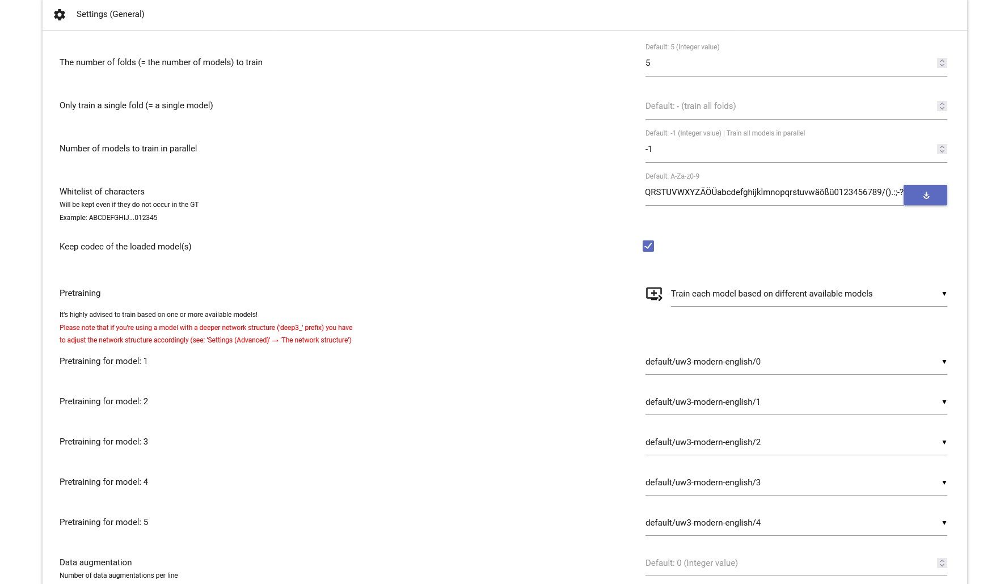 Settings (General)
Default: 5 (Integer value)
The number of folds (= the number of models) to train
5
Only train a single fold (= a single model)
Default: - (train all folds)
Default: -1 (Integer value) | Train all models in parallel
Number of models to train in parallel
-1
Default: A-Za-z0-9
Whitelist of characters
QRSTUVWXYZÄÖÜabcdefghijklmnopqrstuvwäößü0123456789/().:;-?
Will be kept even if they do not occur in the GT
Example: ABCDEFGHIJ...012345
Keep codec of the loaded model(s)
Pretraining
Train each model based on different available models
It's highly advised to train based on one or more available models!
Please note that if you're using a model with a deeper network structure ('deep3_' prefix) you have
to adjust the network structure accordingly (see: 'Settings (Advanced)' → 'The network structure')
Pretraining for model: 1
default/uw3-modern-english/0
Pretraining for model: 2
default/uw3-modern-english/1
Pretraining for model: 3
default/uw3-modern-english/2
Pretraining for model: 4
default/uw3-modern-english/3
Pretraining for model: 5
default/uw3-modern-english/4
Data augmentation
Default: 0 (Integer value)
Number of data augmentations per line